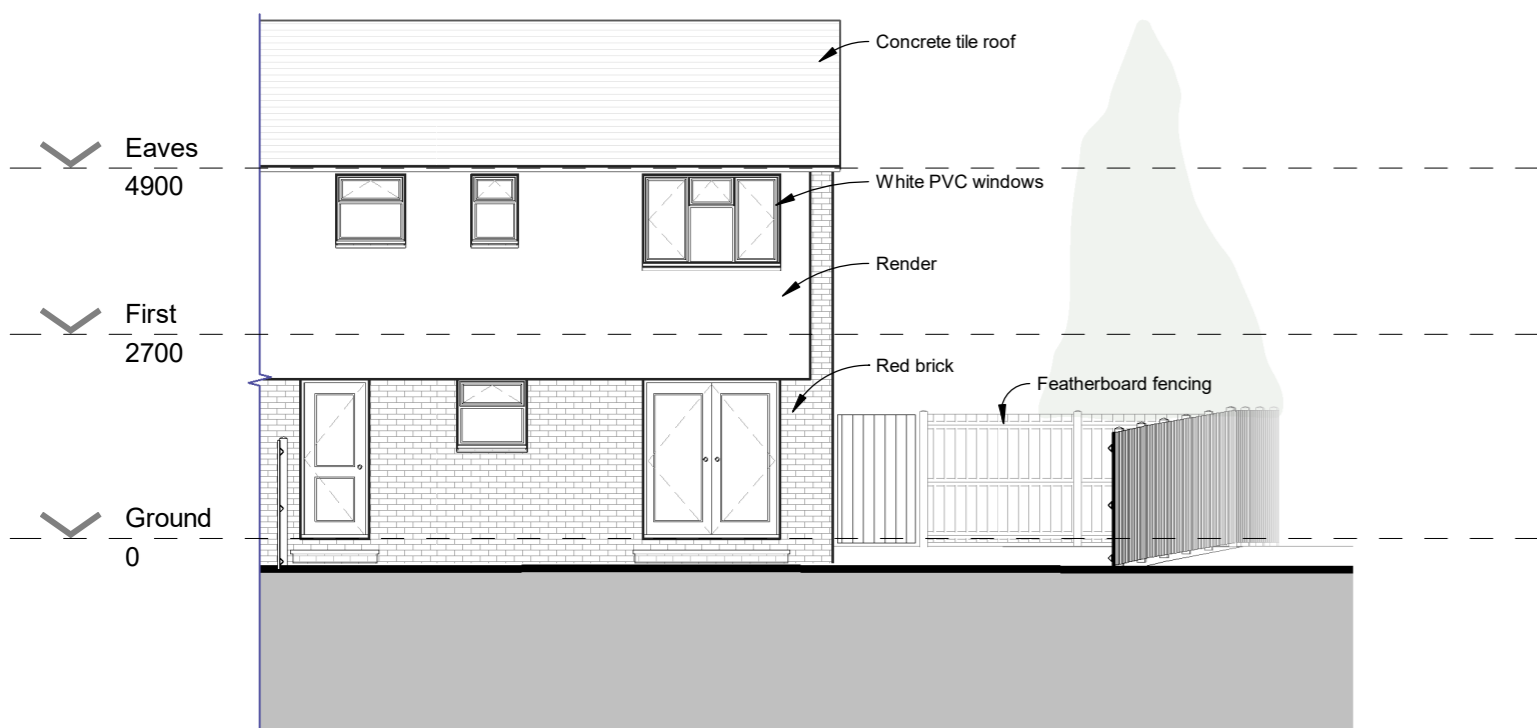 Concrete tile roof
Eaves
4900
White PVC windows
Render
First
2700
Red brick
Featherboard fencing
Ground
0